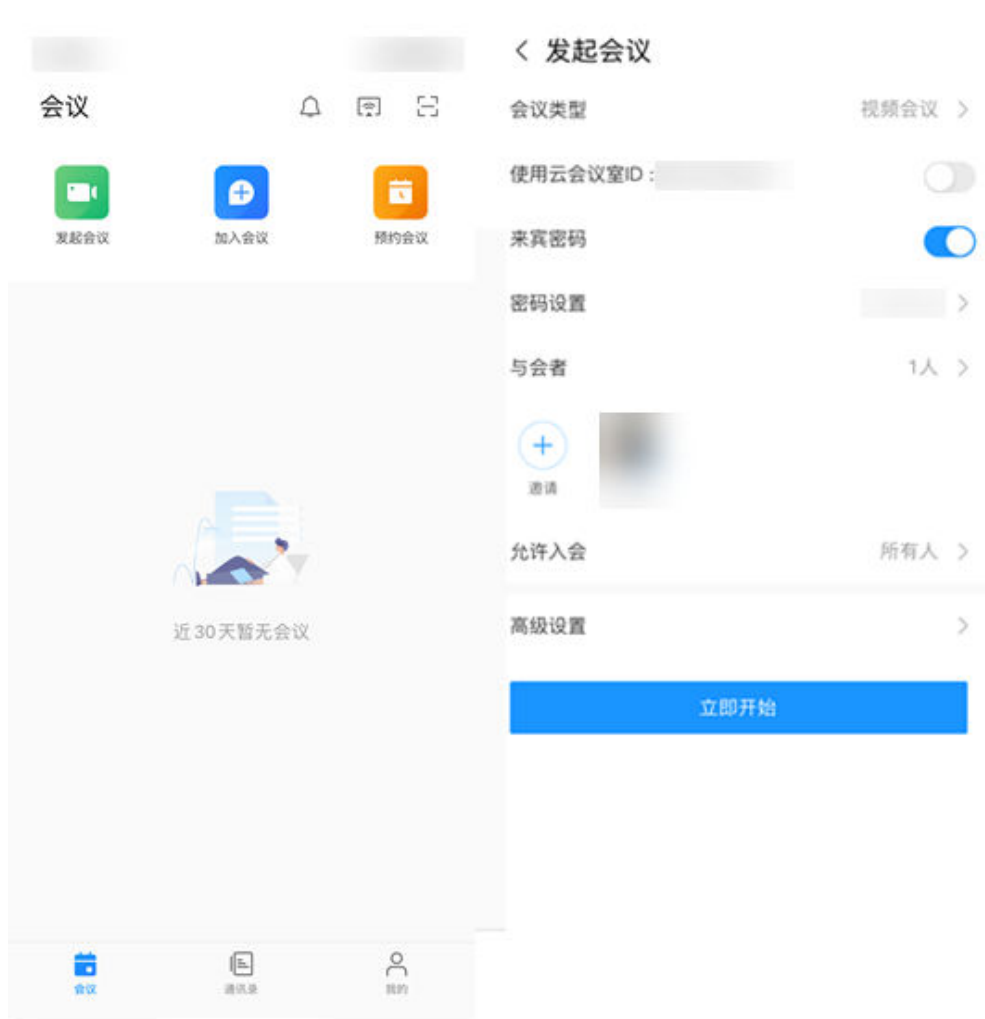 会议
发起会议
加入会议
预约会议
近30天暂无会议
会议
通讯录
我的
发起会议
会议类型
视频会议
使用云会议室ID：
来宾密码
密码设置
与会者
1人
邀请
允许入会
所有人
高级设置
立即开始